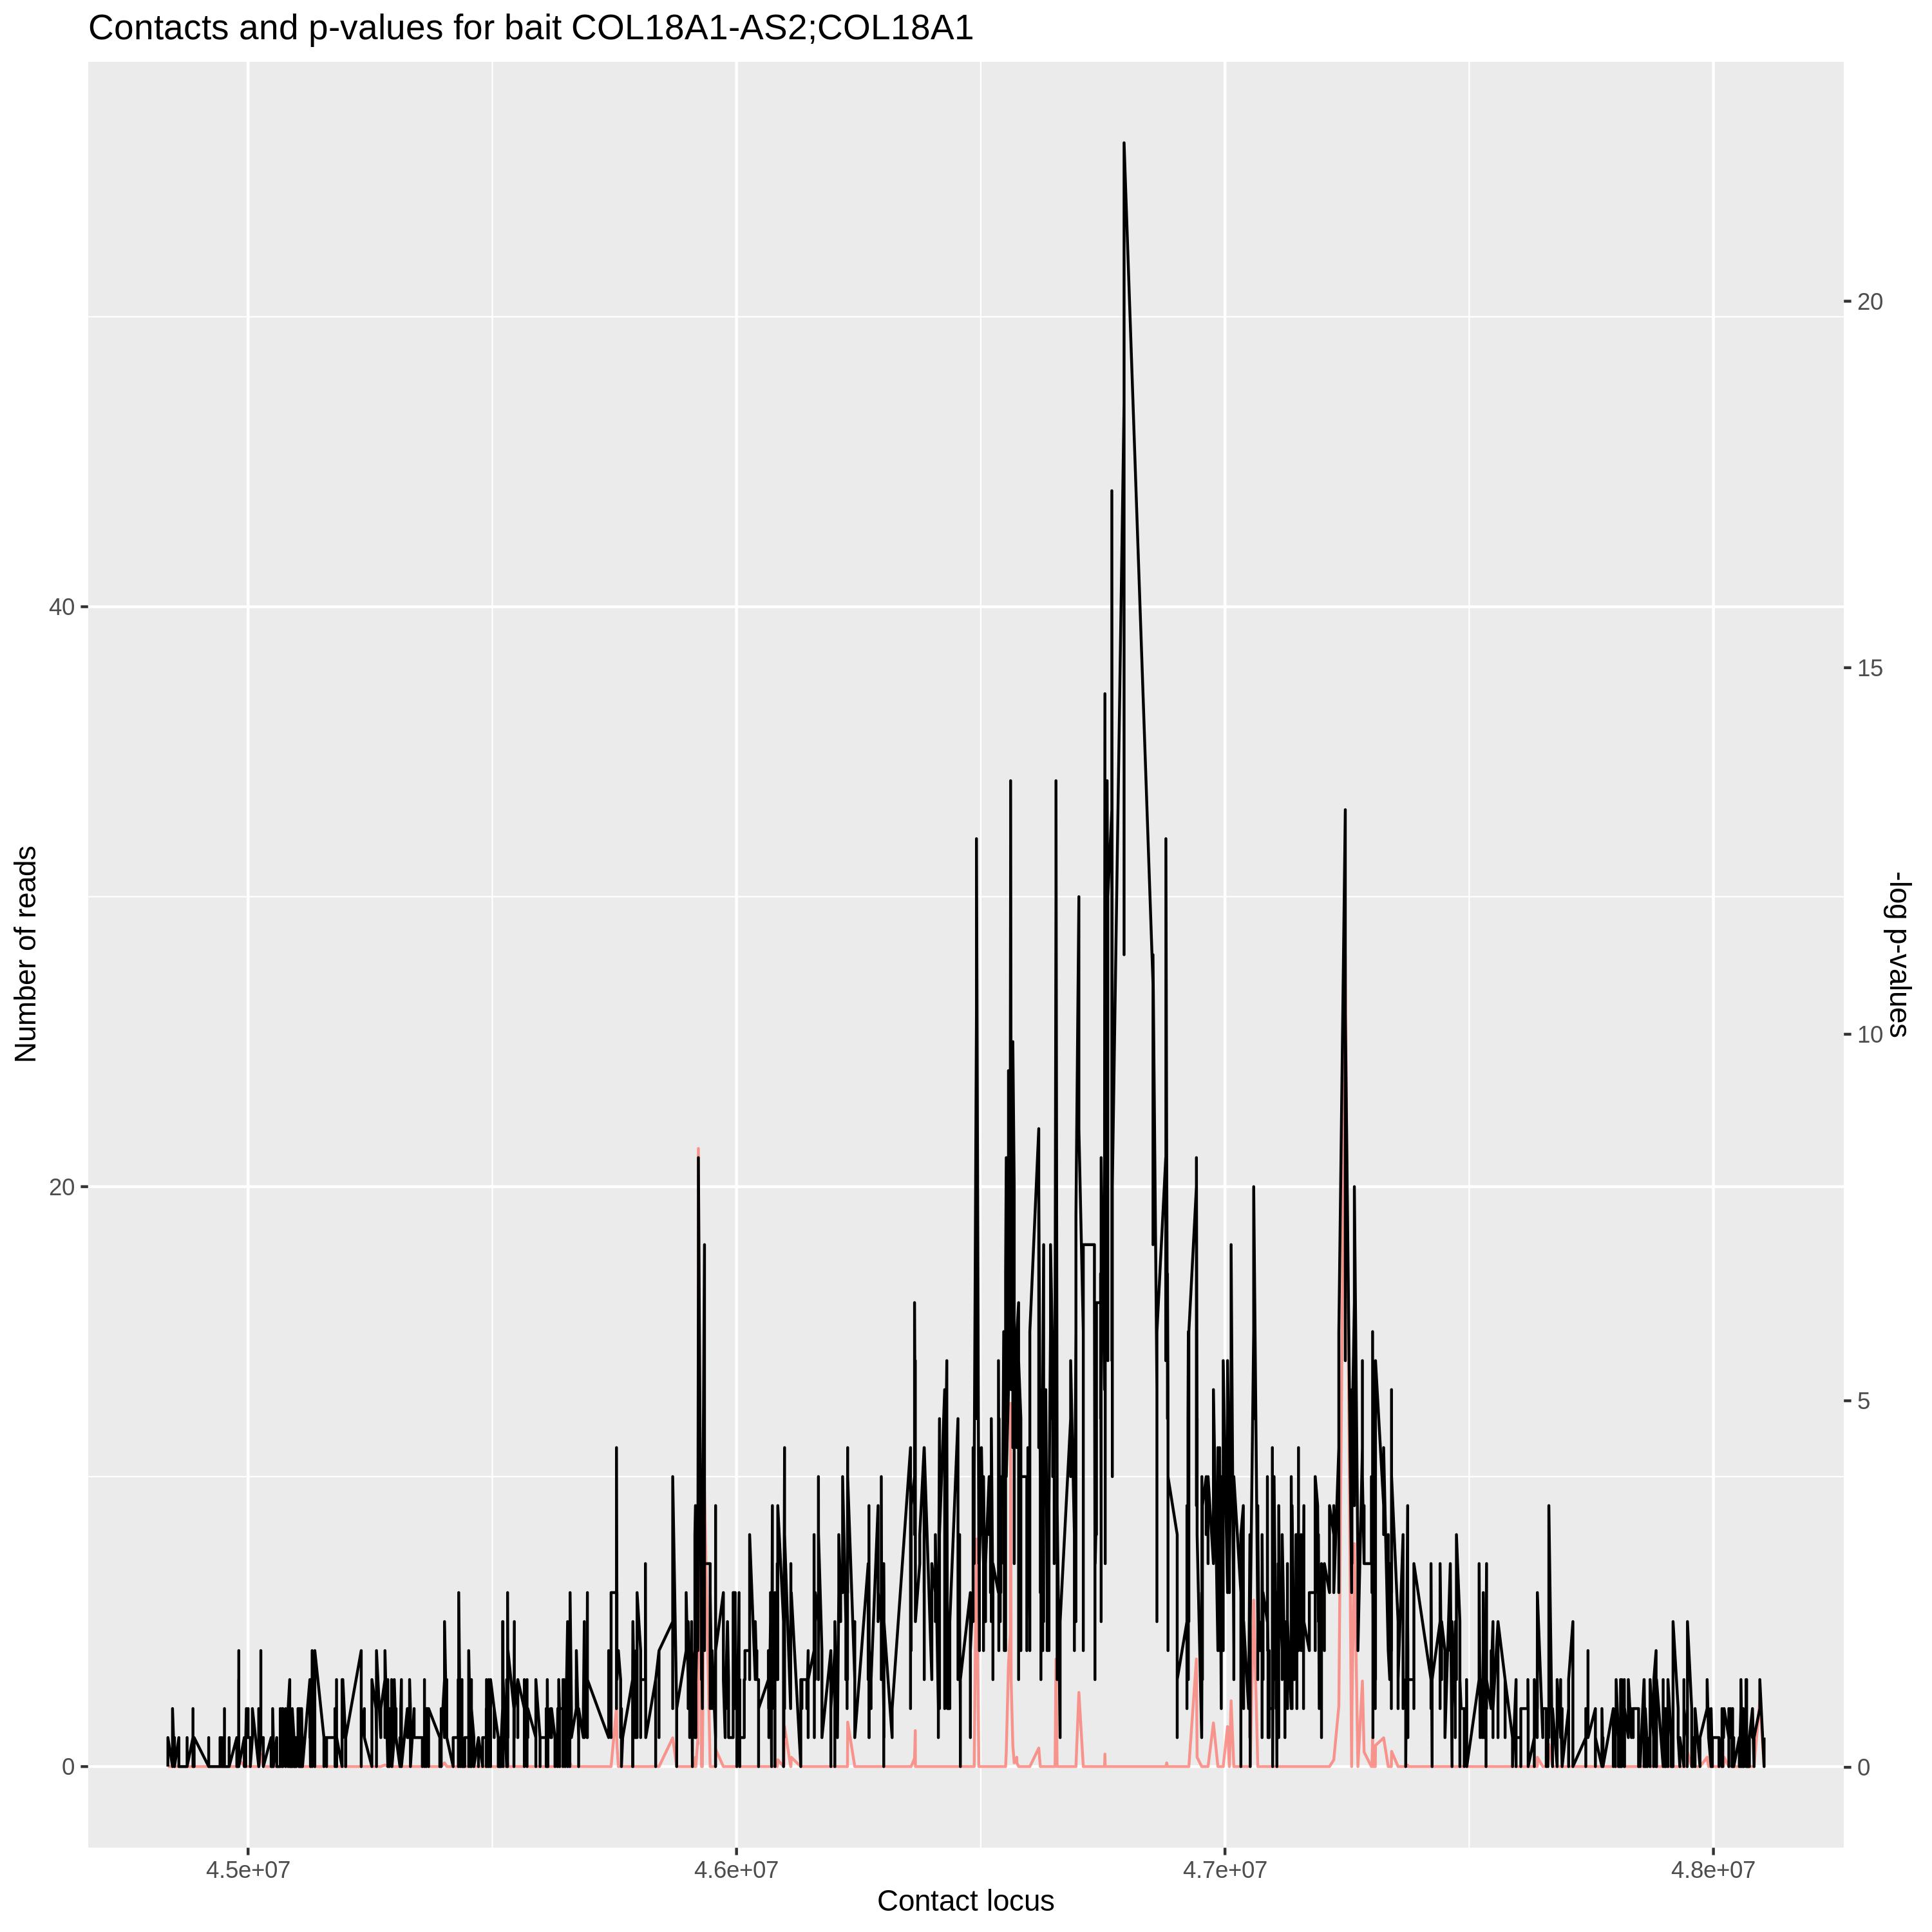 Contacts and p-values for bait COL18A1-AS2;COL18A1
Number of reads
40
20
0
20
15
10
5
0
-log p-values
4.5e+07
4.6e+07
4.7e+07
4.8e+07
Contact locus